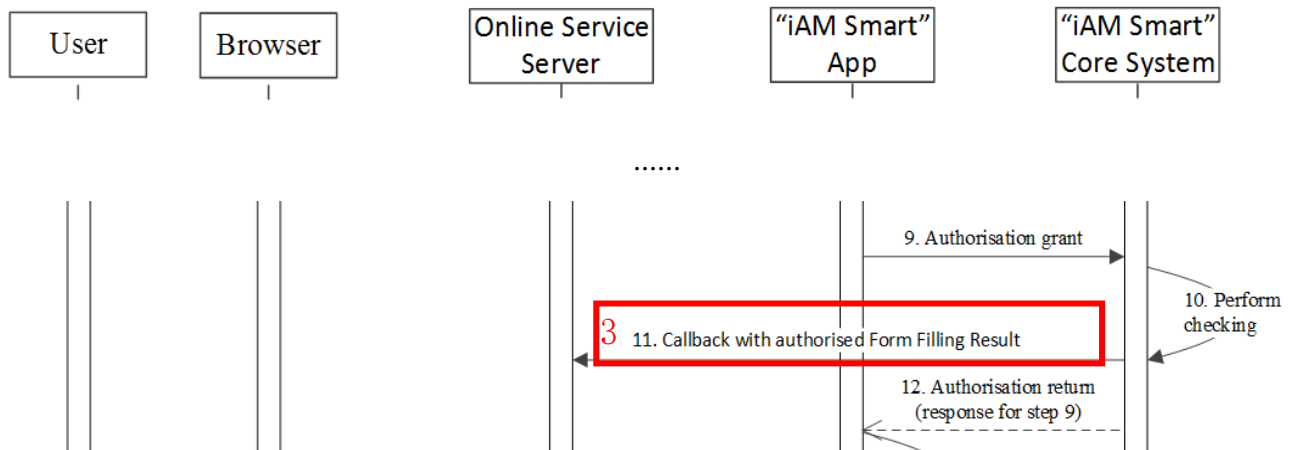 User
Browser
Online Service
Server
“iAM Smart”
App
“iAM Smart”
Core System
......
9. Authorisation grant
10. Perform
checking
3 11. Callback with authorised Form Filling Result
12. Authorisation return
(response for step 9)